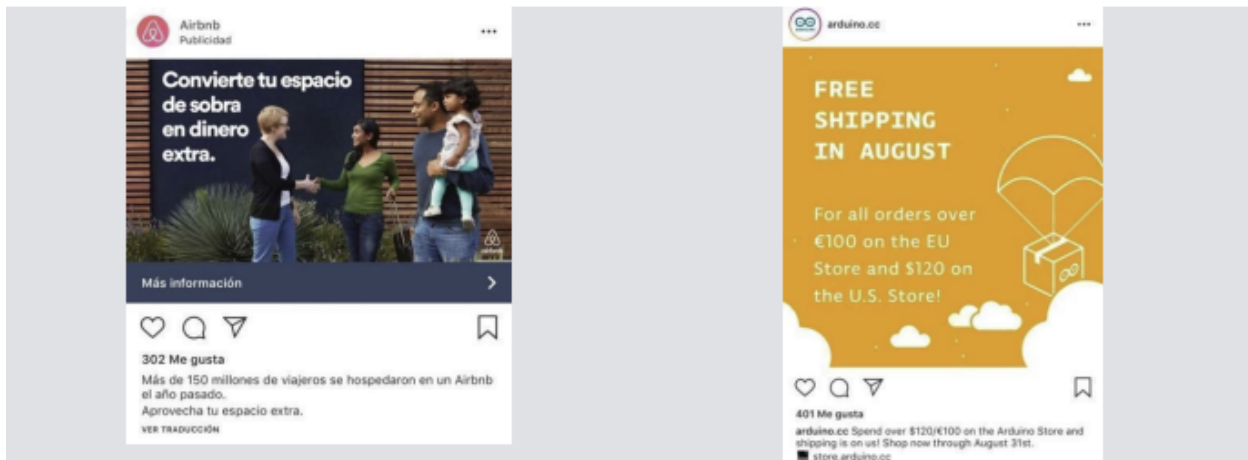 Airbnb
Publicidad
Convierte tu espacio
de sobra
en dinero
extra.
airbnb
Más información
302 Me gusta
Más de 150 millones de viajeros se hospedaron en un Airbnb
el año pasado.
Aprovecha tu espacio extra.
VER TRADUCCIÓN
arduino.cc
FREE
SHIPPING
IN AUGUST
For all orders over
€100 on the EU
Store and $120 on
the U.S. Store!
401 Me gusta
arduino.cc Spend over $120/€100 on the Arduino Store and
shipping is on us! Shop now through August 31st.
store.arduino.cc